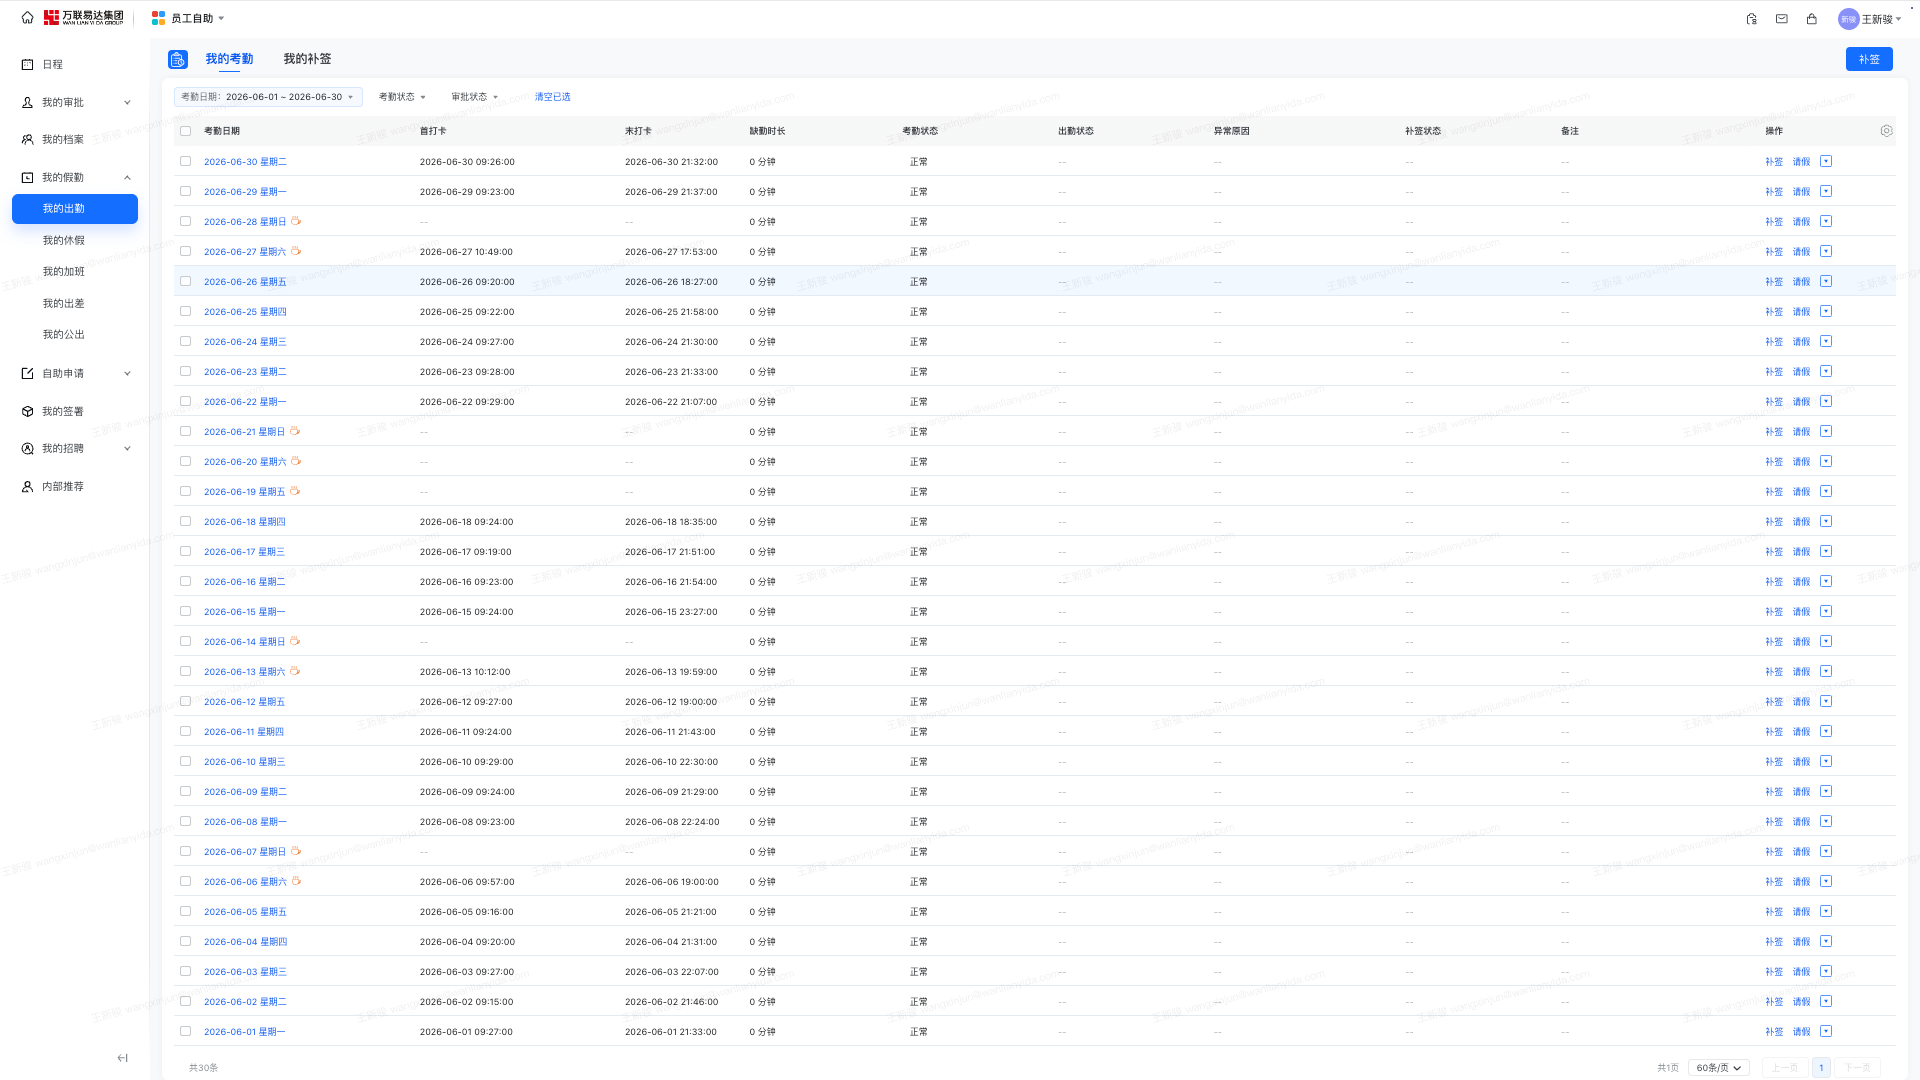 万联易达集团 员工自助 新骏 王新骏
WAN LIAN YI DA GROUP
日程
我的审批
我的档案
我的假勤
我的出勤
我的休假
我的加班
我的出差
我的公出
自助申请
我的签署
我的招聘
内部推荐
我的考勤 我的补签 补签
考勤日期: 2026-06-01 ~ 2026-06-30 考勤状态 审批状态 清空已选
考勤日期 首打卡 末打卡 缺勤时长 考勤状态 出勤状态 异常原因 补签状态 备注 操作
2026-06-30 星期二 2026-06-30 09:26:00 2026-06-30 21:32:00 0 分钟 正常 -- -- -- -- 补签 请假
2026-06-29 星期一 2026-06-29 09:23:00 2026-06-29 21:37:00 0 分钟 正常 -- -- -- -- 补签 请假
2026-06-28 星期日 -- -- 0 分钟 正常 -- -- -- -- 补签 请假
2026-06-27 星期六 2026-06-27 10:49:00 2026-06-27 17:53:00 0 分钟 正常 -- -- -- -- 补签 请假
2026-06-26 星期五 2026-06-26 09:20:00 2026-06-26 18:27:00 0 分钟 正常 -- -- -- -- 补签 请假
2026-06-25 星期四 2026-06-25 09:22:00 2026-06-25 21:58:00 0 分钟 正常 -- -- -- -- 补签 请假
2026-06-24 星期三 2026-06-24 09:27:00 2026-06-24 21:30:00 0 分钟 正常 -- -- -- -- 补签 请假
2026-06-23 星期二 2026-06-23 09:28:00 2026-06-23 21:33:00 0 分钟 正常 -- -- -- -- 补签 请假
2026-06-22 星期一 2026-06-22 09:29:00 2026-06-22 21:07:00 0 分钟 正常 -- -- -- -- 补签 请假
2026-06-21 星期日 -- -- 0 分钟 正常 -- -- -- -- 补签 请假
2026-06-20 星期六 -- -- 0 分钟 正常 -- -- -- -- 补签 请假
2026-06-19 星期五 -- -- 0 分钟 正常 -- -- -- -- 补签 请假
2026-06-18 星期四 2026-06-18 09:24:00 2026-06-18 18:35:00 0 分钟 正常 -- -- -- -- 补签 请假
2026-06-17 星期三 2026-06-17 09:19:00 2026-06-17 21:51:00 0 分钟 正常 -- -- -- -- 补签 请假
2026-06-16 星期二 2026-06-16 09:23:00 2026-06-16 21:54:00 0 分钟 正常 -- -- -- -- 补签 请假
2026-06-15 星期一 2026-06-15 09:24:00 2026-06-15 23:27:00 0 分钟 正常 -- -- -- -- 补签 请假
2026-06-14 星期日 -- -- 0 分钟 正常 -- -- -- -- 补签 请假
2026-06-13 星期六 2026-06-13 10:12:00 2026-06-13 19:59:00 0 分钟 正常 -- -- -- -- 补签 请假
2026-06-12 星期五 2026-06-12 09:27:00 2026-06-12 19:00:00 0 分钟 正常 -- -- -- -- 补签 请假
2026-06-11 星期四 2026-06-11 09:24:00 2026-06-11 21:43:00 0 分钟 正常 -- -- -- -- 补签 请假
2026-06-10 星期三 2026-06-10 09:29:00 2026-06-10 22:30:00 0 分钟 正常 -- -- -- -- 补签 请假
2026-06-09 星期二 2026-06-09 09:24:00 2026-06-09 21:29:00 0 分钟 正常 -- -- -- -- 补签 请假
2026-06-08 星期一 2026-06-08 09:23:00 2026-06-08 22:24:00 0 分钟 正常 -- -- -- -- 补签 请假
2026-06-07 星期日 -- -- 0 分钟 正常 -- -- -- -- 补签 请假
2026-06-06 星期六 2026-06-06 09:57:00 2026-06-06 19:00:00 0 分钟 正常 -- -- -- -- 补签 请假
2026-06-05 星期五 2026-06-05 09:16:00 2026-06-05 21:21:00 0 分钟 正常 -- -- -- -- 补签 请假
2026-06-04 星期四 2026-06-04 09:20:00 2026-06-04 21:31:00 0 分钟 正常 -- -- -- -- 补签 请假
2026-06-03 星期三 2026-06-03 09:27:00 2026-06-03 22:07:00 0 分钟 正常 -- -- -- -- 补签 请假
2026-06-02 星期二 2026-06-02 09:15:00 2026-06-02 21:46:00 0 分钟 正常 -- -- -- -- 补签 请假
2026-06-01 星期一 2026-06-01 09:27:00 2026-06-01 21:33:00 0 分钟 正常 -- -- -- -- 补签 请假
共30条 共1页 60条/页 上一页 1 下一页
王新骏 wangxinjun@wanlianyida.com